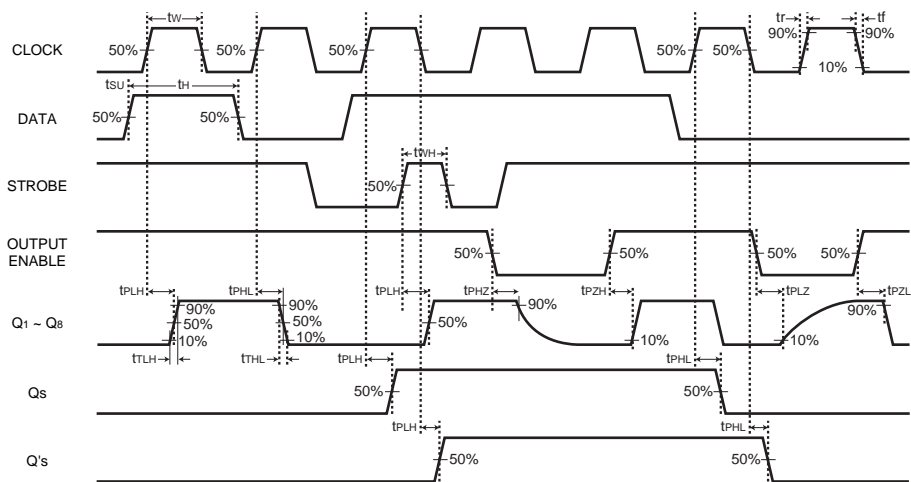 tW tr tf
90% 90%
CLOCK 50% 50% 50% 50% 50%
10%
tSU tH
DATA 50% 50%
tWH
STROBE 50%
OUTPUT
ENABLE
50% 50% 50% 50%
tPLH tPHL tPLH tPHZ tPZH tPLZ tPZL
90% 90% 90% 90%
Q1 ~ Q8 50% 50% 50%
10% 10% 10% 10%
tTLH tTHL tPLH tPHL
Qs 50% 50%
tPLH tPHL
Q's 50% 50%